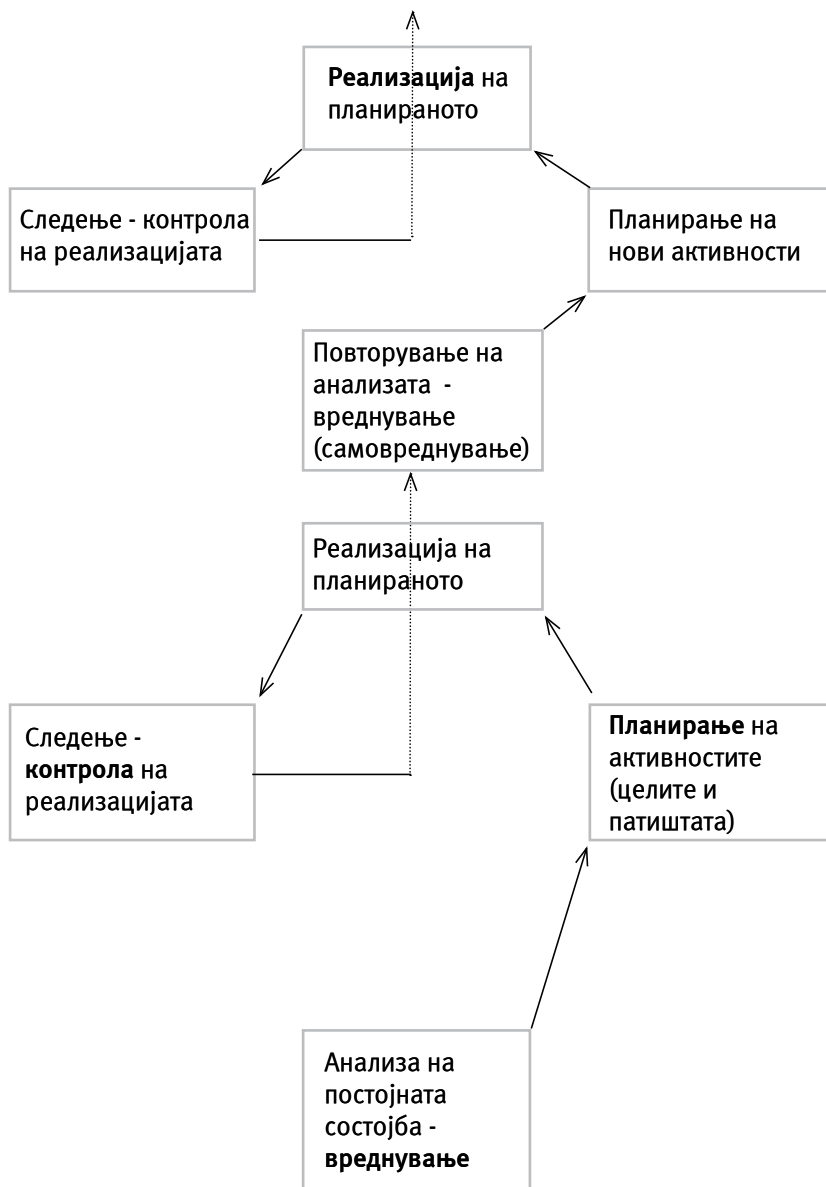 Реализација на
планираното
Следење - контрола
на реализацијата
Планирање на
нови активности
Повторување на
анализата -
вреднување
(самовреднување)
Реализација на
планираното
Следење -
контрола на
реализацијата
Планирање на
активностите
(целите и
патиштата)
Анализа на
постојната
состојба -
вреднување